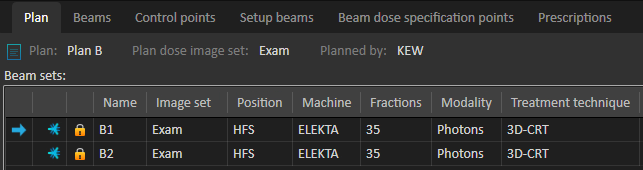 Plan Beams Control points Setup beams Beam dose specification points Prescriptions
Plan: Plan B Plan dose image set: Exam Planned by: KEW
Beam sets:
Name Image set Position Machine Fractions Modality Treatment technique
B1 Exam HFS ELEKTA 35 Photons 3D-CRT
B2 Exam HFS ELEKTA 35 Photons 3D-CRT